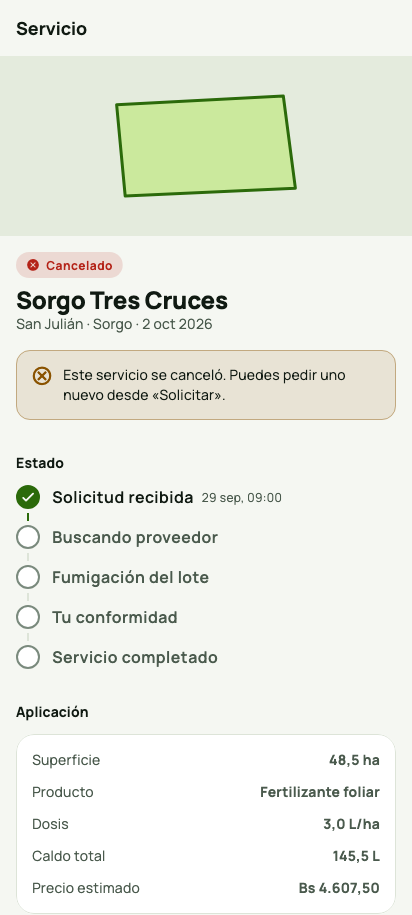 Servicio
Cancelado
Sorgo Tres Cruces
San Julián · Sorgo · 2 oct 2026
Este servicio se canceló. Puedes pedir uno
nuevo desde «Solicitar».
Estado
Solicitud recibida 29 sep, 09:00
Buscando proveedor
Fumigación del lote
Tu conformidad
Servicio completado
Aplicación
Superficie 48,5 ha
Producto Fertilizante foliar
Dosis 3,0 L/ha
Caldo total 145,5 L
Precio estimado Bs 4.607,50